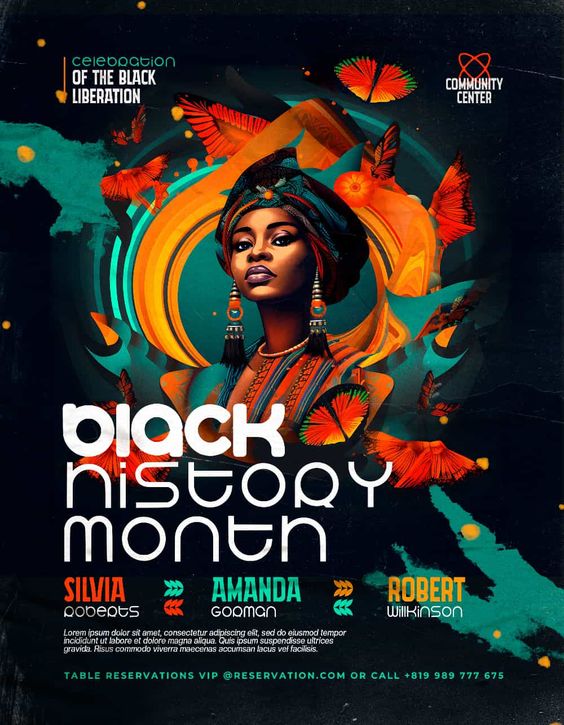 celebration
OF THE BLACK
LIBERATION
COMMUNITY
CENTER
black
history
month
SILVIA
ROBERTS
AMANDA
GORMAN
ROBERT
Willkinson
Lorem ipsum dolor sit amet, consectetur adipiscing elit, sed do eiusmod tempor
incididunt ut labore et dolore magna aliqua. Quis ipsum suspendisse ultrices
gravida. Risus commodo viverra maecenas accumsan lacus vel facilisis.
TABLE RESERVATIONS VIP @RESERVATION.COM OR CALL +819 989 777 675